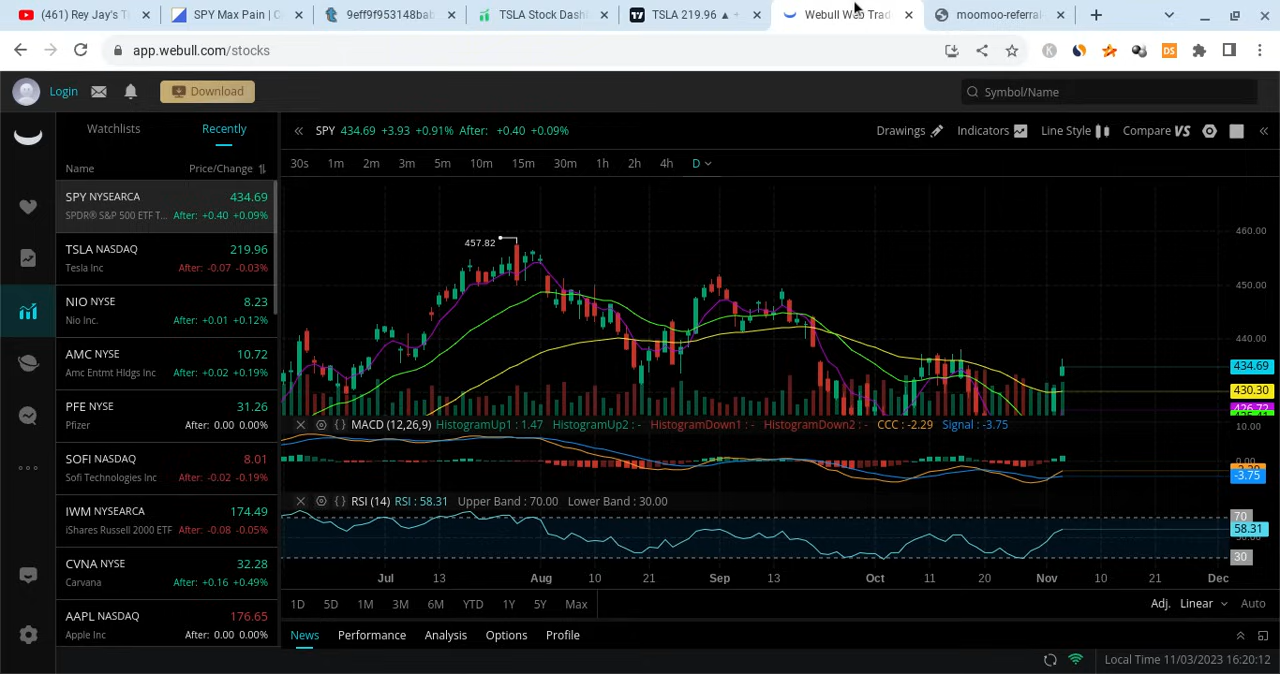 (461) Rey Jay's Ti
SPY Max Pain | C
9eff9f953148bab
TSLA Stock Dash
TSLA 219.96 ▲ +
Webull Web Trad
moomoo-referral
app.webull.com/stocks
Login
Download
Symbol/Name
Watchlists
Recently
« SPY 434.69 +3.93 +0.91% After: +0.40 +0.09%
Drawings
Indicators
Line Style
Compare VS
Name
Price/Change
30s 1m 2m 3m 5m 10m 15m 30m 1h 2h 4h D
SPY NYSEARCA 434.69
SPDR® S&P 500 ETF T... After: +0.40 +0.09%
TSLA NASDAQ 219.96
Tesla Inc After: -0.07 -0.03%
NIO NYSE 8.23
Nio Inc. After: +0.01 +0.12%
AMC NYSE 10.72
Amc Entmt Hldgs Inc After: +0.02 +0.19%
PFE NYSE 31.26
Pfizer After: 0.00 0.00%
SOFI NASDAQ 8.01
Sofi Technologies Inc After: -0.02 -0.19%
IWM NYSEARCA 174.49
iShares Russell 2000 ETF After: -0.08 -0.05%
CVNA NYSE 32.28
Carvana After: +0.16 +0.49%
AAPL NASDAQ 176.65
Apple Inc After: 0.00 0.00%
457.82
460.00
450.00
440.00
434.69
430.30
426.72
MACD (12,26,9) HistogramUp1 : 1.47 HistogramUp2 : - HistogramDown1 : - HistogramDown2 : - CCC : -2.29 Signal : -3.75
10.00
0.00
-3.75
RSI (14) RSI : 58.31 Upper Band : 70.00 Lower Band : 30.00
70
58.31
30
Jul 13 Aug 10 21 Sep 13 Oct 11 20 Nov 10 21 Dec
1D 5D 1M 3M 6M YTD 1Y 5Y Max
Adj. Linear Auto
News Performance Analysis Options Profile
Local Time 11/03/2023 16:20:12